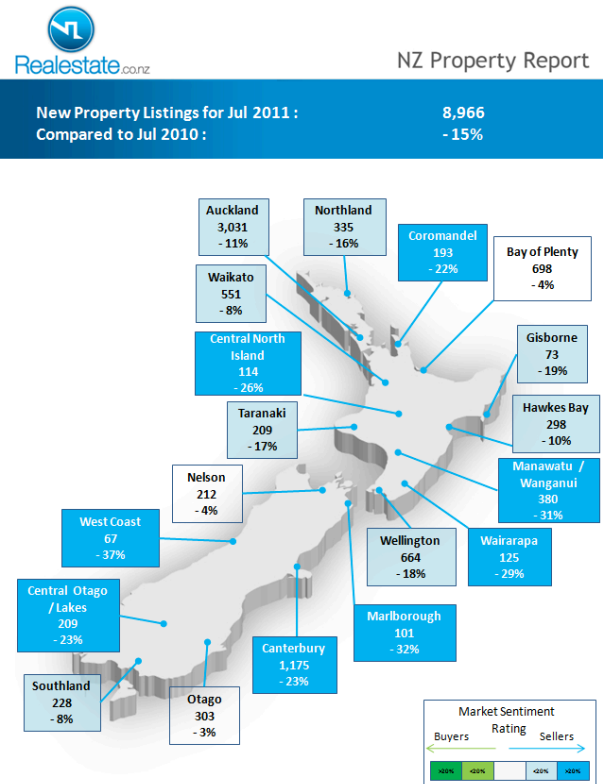 Realestate.co.nz
NZ Property Report
New Property Listings for Jul 2011 : 8,966
Compared to Jul 2010 : - 15%
Auckland
3,031
- 11%
Northland
335
- 16%
Coromandel
193
- 22%
Bay of Plenty
698
- 4%
Waikato
551
- 8%
Gisborne
73
- 19%
Central North
Island
114
- 26%
Hawkes Bay
298
- 10%
Taranaki
209
- 17%
Manawatu /
Wanganui
380
- 31%
Nelson
212
- 4%
West Coast
67
- 37%
Wellington
664
- 18%
Wairarapa
125
- 29%
Central Otago
/ Lakes
209
- 23%
Marlborough
101
- 32%
Canterbury
1,175
- 23%
Southland
228
- 8%
Otago
303
- 3%
Market Sentiment
Rating
Buyers Sellers
>20% <20% <20% >20%